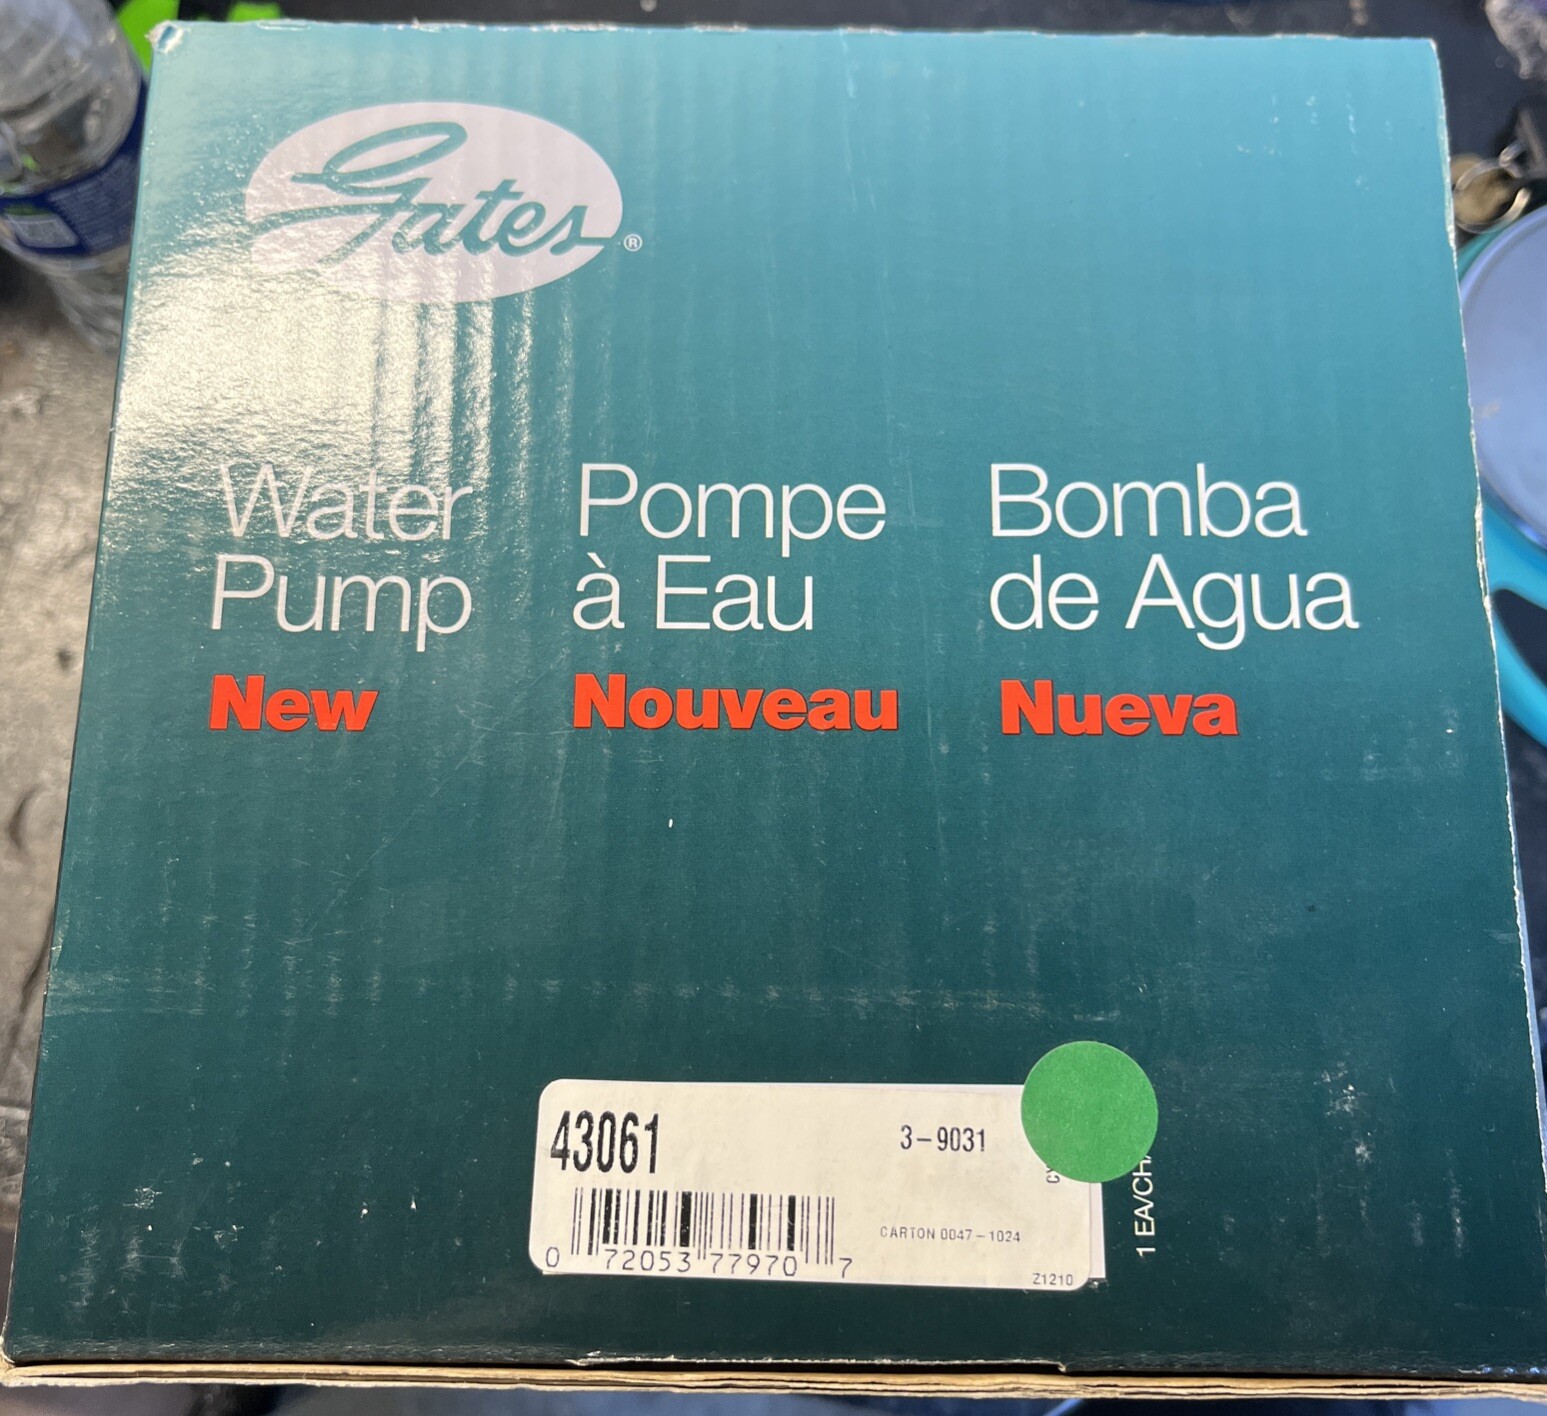 Gates®
Water
Pump
New
Pompe
à Eau
Nouveau
Bomba
de Agua
Nueva
43061
3-9031
CARTON 0047-1024
0 72053 77970 7
Z1210
1 EA/CH